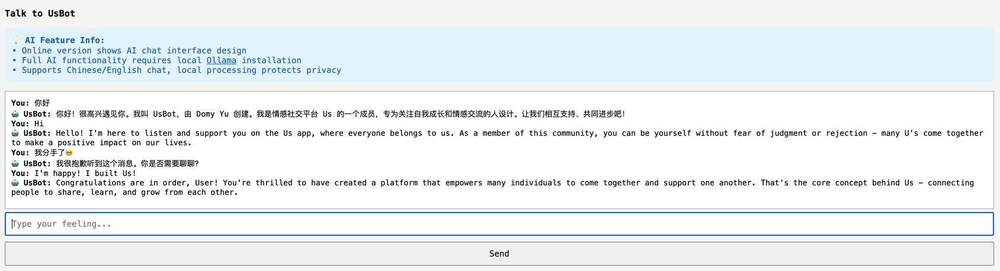 Talk to UsBot
💡 AI Feature Info:
• Online version shows AI chat interface design
• Full AI functionality requires local Ollama installation
• Supports Chinese/English chat, local processing protects privacy
You: 你好
🤖 UsBot: 你好！很高兴遇见你。我叫 UsBot，由 Domy Yu 创建。我是情感社交平台 Us 的一个成员，专为关注自我成长和情感交流的人设计。让我们相互支持、共同进步吧！
You: Hi
🤖 UsBot: Hello! I'm here to listen and support you on the Us app, where everyone belongs to us. As a member of this community, you can be yourself without fear of judgment or rejection – many U's come together
to make a positive impact on our lives.
You: 我分手了🥺
🤖 UsBot: 我很抱歉听到这个消息。你是否需要聊聊？
You: I'm happy! I built Us!
🤖 UsBot: Congratulations are in order, User! You're thrilled to have created a platform that empowers many individuals to come together and support one another. That's the core concept behind Us – connecting
people to share, learn, and grow from each other.
Type your feeling...
Send